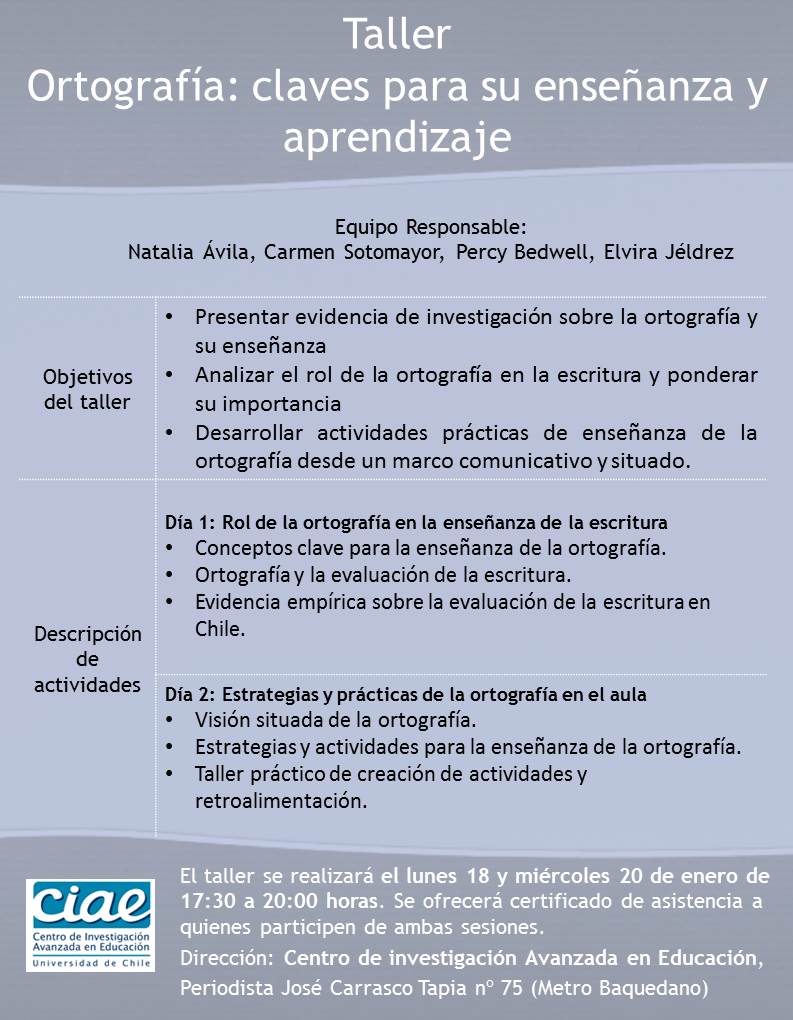 Taller
Ortografía: claves para su enseñanza y
aprendizaje
Equipo Responsable:
Natalia Ávila, Carmen Sotomayor, Percy Bedwell, Elvira Jéldrez
Objetivos
del taller
• Presentar evidencia de investigación sobre la ortografía y
su enseñanza
• Analizar el rol de la ortografía en la escritura y ponderar
su importancia
• Desarrollar actividades prácticas de enseñanza de la
ortografía desde un marco comunicativo y situado.
Descripción
de
actividades
Día 1: Rol de la ortografía en la enseñanza de la escritura
• Conceptos clave para la enseñanza de la ortografía.
• Ortografía y la evaluación de la escritura.
• Evidencia empírica sobre la evaluación de la escritura en
Chile.
Día 2: Estrategias y prácticas de la ortografía en el aula
• Visión situada de la ortografía.
• Estrategias y actividades para la enseñanza de la ortografía.
• Taller práctico de creación de actividades y
retroalimentación.
ciae
Centro de Investigación
Avanzada en Educación
Universidad de Chile
El taller se realizará el lunes 18 y miércoles 20 de enero de
17:30 a 20:00 horas. Se ofrecerá certificado de asistencia a
quienes participen de ambas sesiones.
Dirección: Centro de investigación Avanzada en Educación,
Periodista José Carrasco Tapia nº 75 (Metro Baquedano)